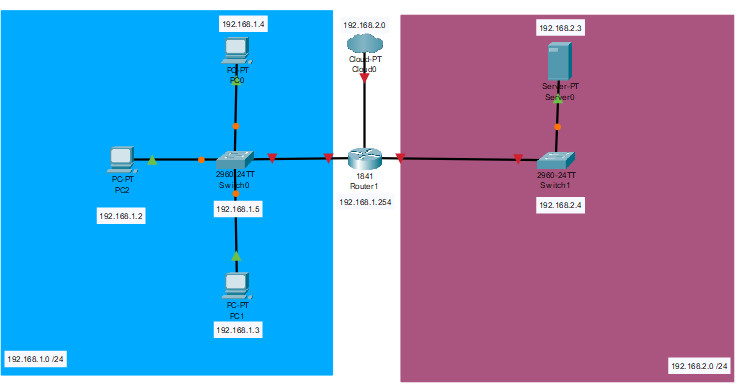 192.168.1.4
PC-PT
PC0
192.168.2.0
Cloud-PT
Cloud0
192.168.2.3
Server-PT
Server0
PC-PT
PC2
192.168.1.2
2960-24TT
Switch0
192.168.1.5
1841
Router1
192.168.1.254
2960-24TT
Switch1
192.168.2.4
PC-PT
PC1
192.168.1.3
192.168.1.0 /24
192.168.2.0 /24